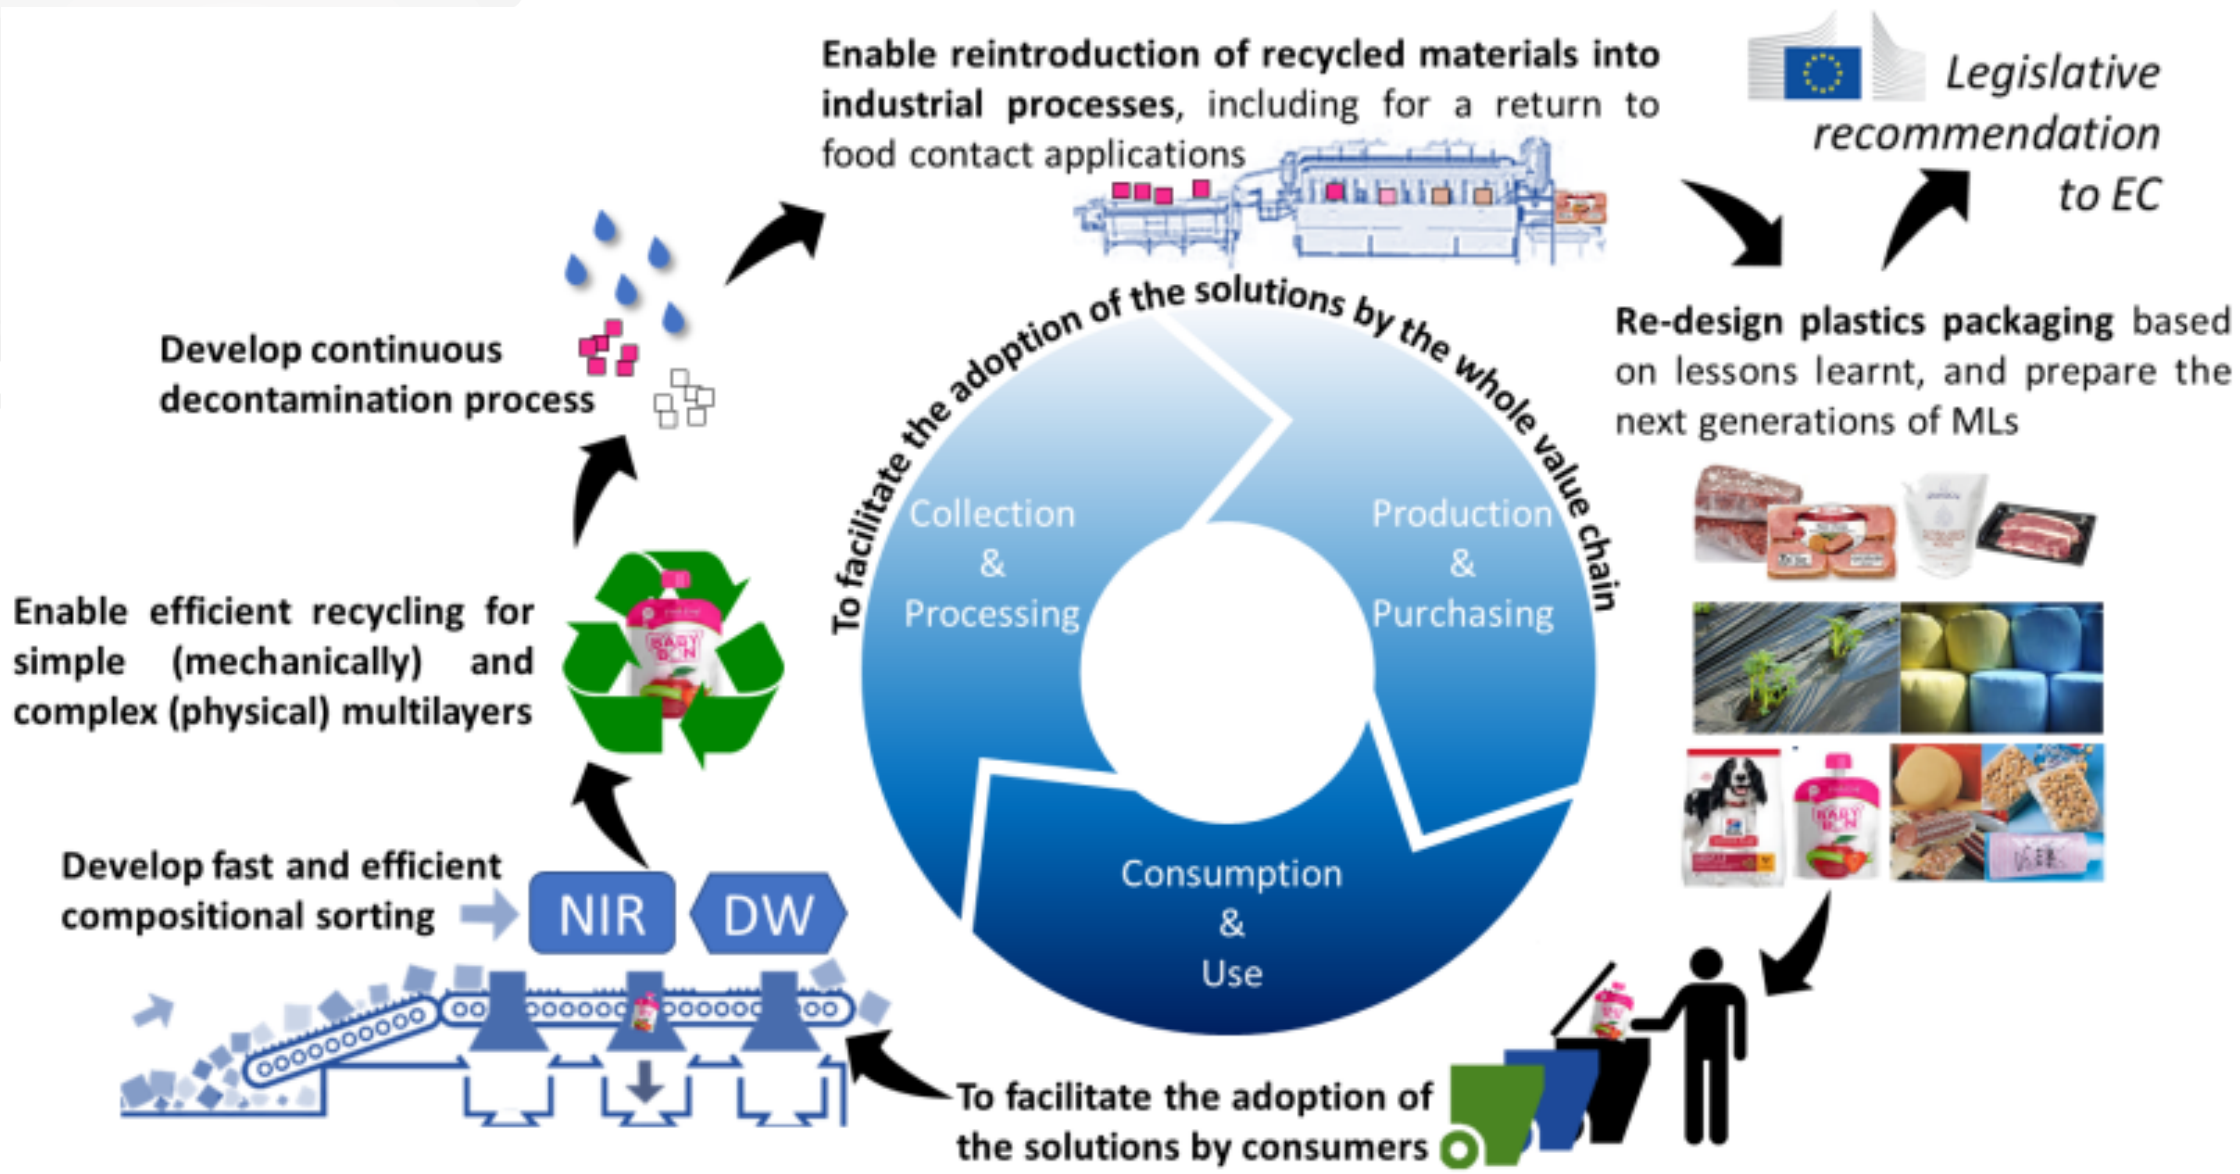 Enable reintroduction of recycled materials into
industrial processes, including for a return to
food contact applications
Legislative
recommendation
to EC
Re-design plastics packaging based
on lessons learnt, and prepare the
next generations of MLs
Develop continuous
decontamination process
To facilitate the adoption of the solutions by the whole value chain
Collection
&
Processing
Production
&
Purchasing
Consumption
&
Use
Enable efficient recycling for
simple (mechanically) and
complex (physical) multilayers
BABY
Develop fast and efficient
compositional sorting
NIR
DW
BABY
To facilitate the adoption of
the solutions by consumers